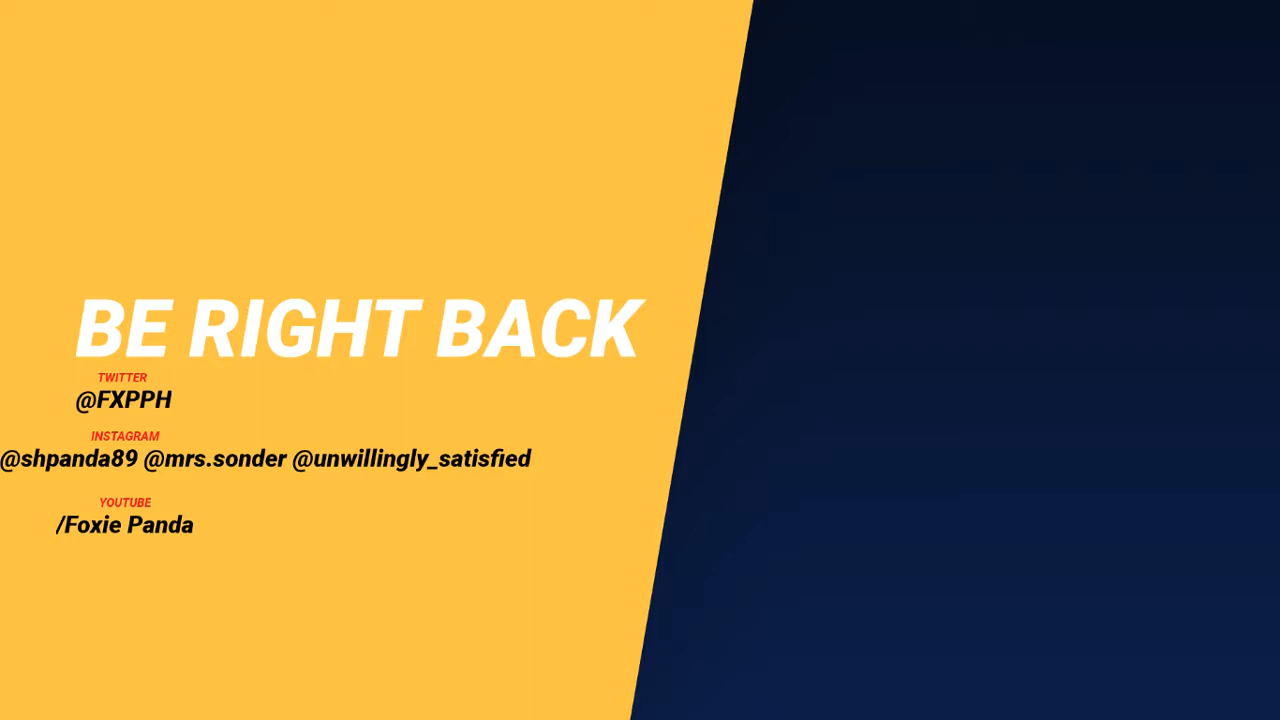 BE RIGHT BACK
TWITTER
@FXPPH
INSTAGRAM
@shpanda89 @mrs.sonder @unwillingly_satisfied
YOUTUBE
/Foxie Panda